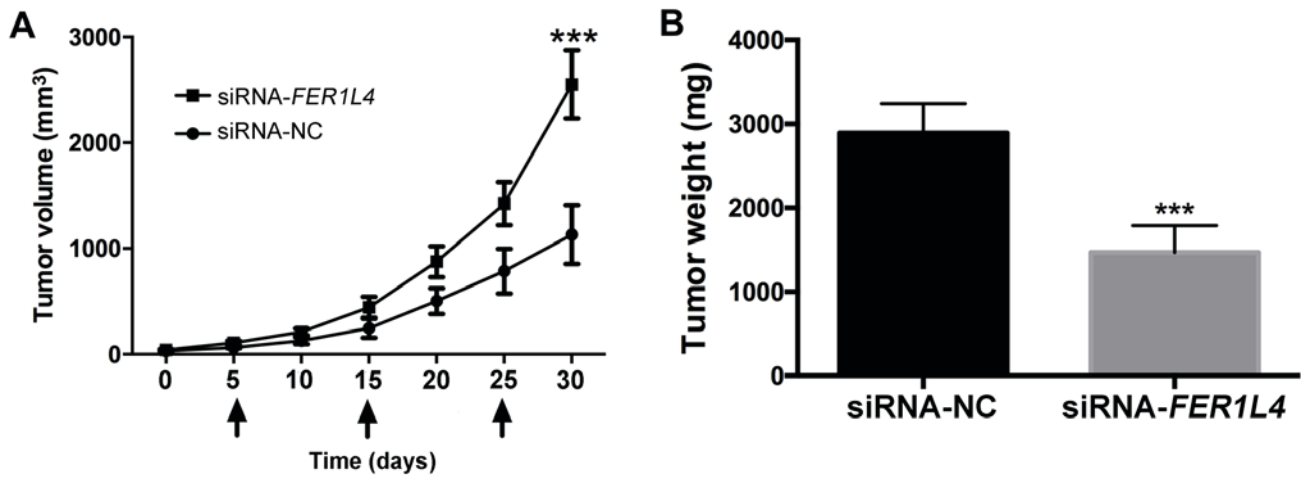 A
Tumor volume (mm³)
3000
2000
1000
0
siRNA-FER1L4
siRNA-NC
***
0 5 10 15 20 25 30
Time (days)
B
Tumor weight (mg)
4000
3000
2000
1000
0
***
siRNA-NC siRNA-FER1L4